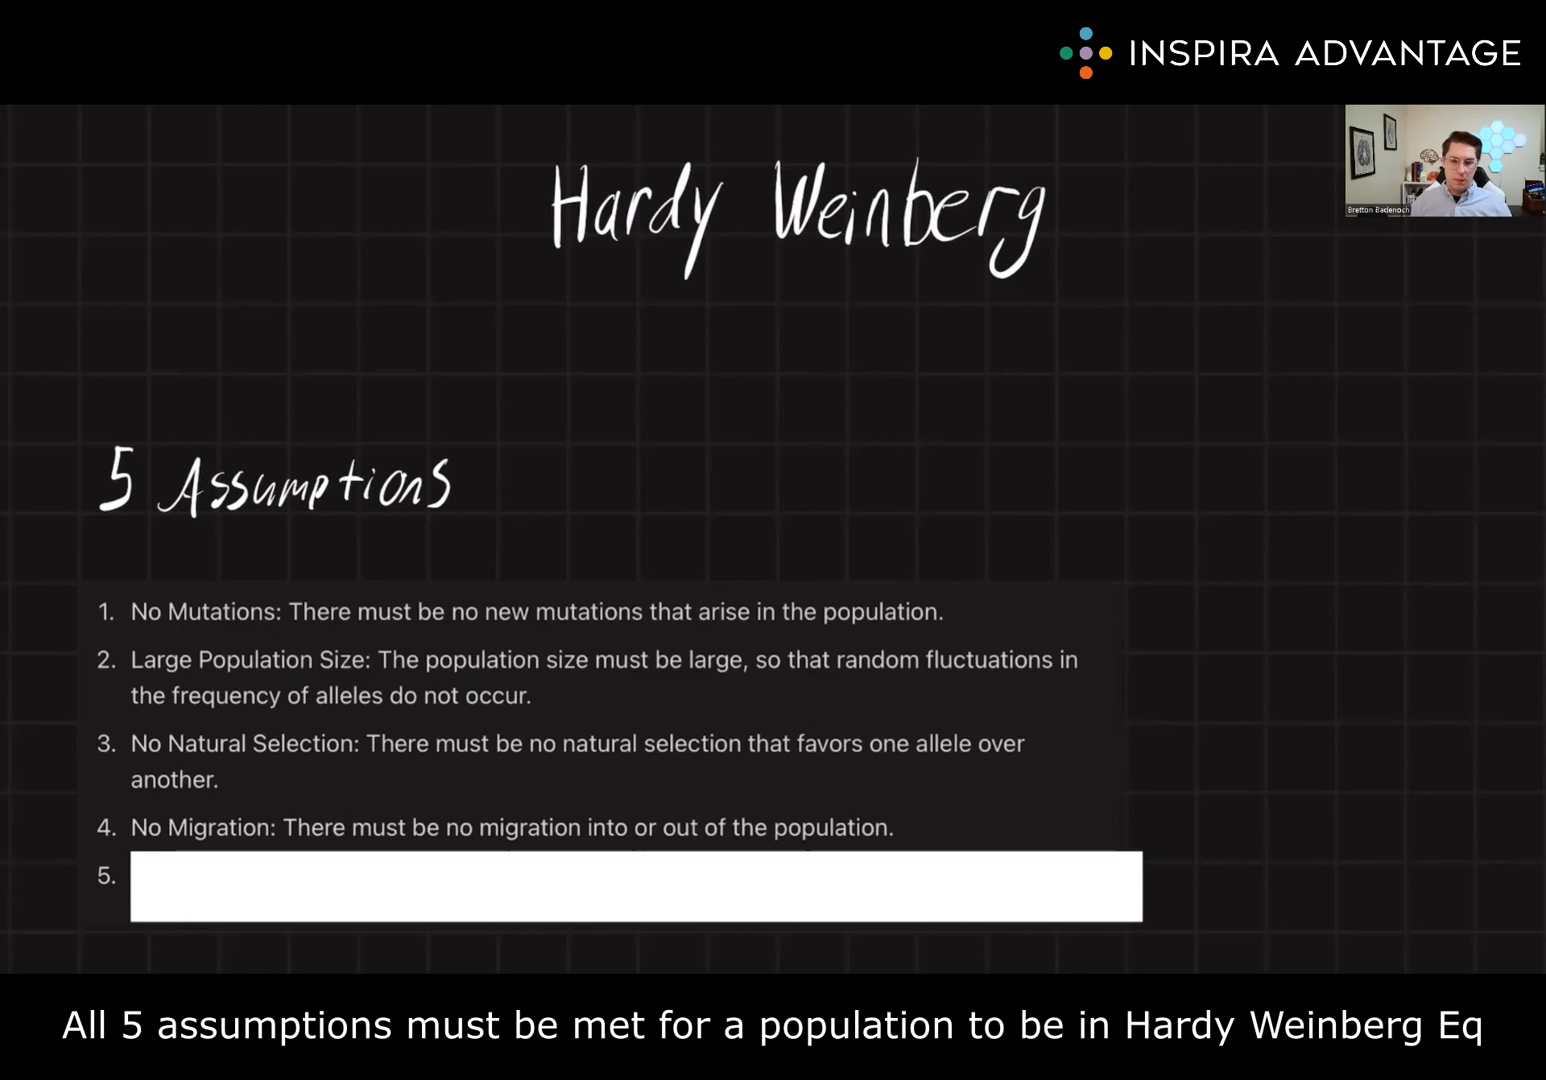 INSPIRA ADVANTAGE
Bretton Badenoch
Hardy Weinberg
5 Assumptions
1. No Mutations: There must be no new mutations that arise in the population.
2. Large Population Size: The population size must be large, so that random fluctuations in
the frequency of alleles do not occur.
3. No Natural Selection: There must be no natural selection that favors one allele over
another.
4. No Migration: There must be no migration into or out of the population.
5.
All 5 assumptions must be met for a population to be in Hardy Weinberg Eq